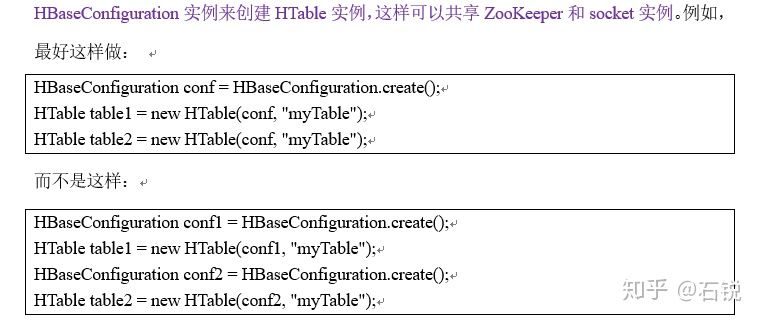 HBaseConfiguration 实例来创建 HTable 实例，这样可以共享 ZooKeeper 和 socket 实例。例如，
最好这样做：
HBaseConfiguration conf = HBaseConfiguration.create();
HTable table1 = new HTable(conf, "myTable");
HTable table2 = new HTable(conf, "myTable");
而不是这样：
HBaseConfiguration conf1 = HBaseConfiguration.create();
HTable table1 = new HTable(conf1, "myTable");
HBaseConfiguration conf2 = HBaseConfiguration.create();
HTable table2 = new HTable(conf2, "myTable");
知乎 @石锐